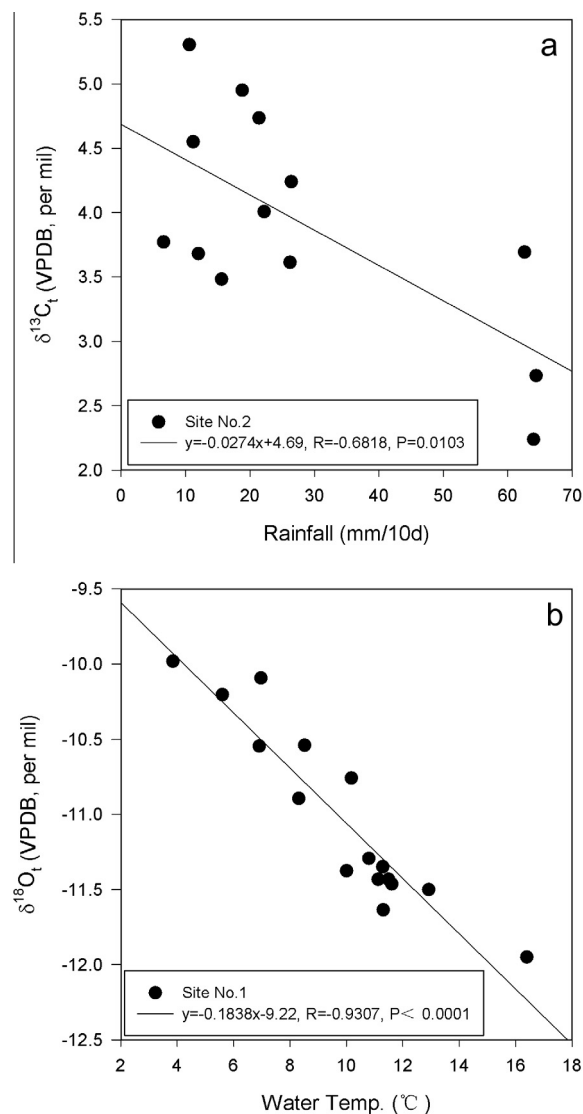 a
5.5
5.0
4.5
4.0
3.5
3.0
2.5
2.0
δ¹³Cₜ (VPDB, per mil)
Site No.2
y=-0.0274x+4.69, R=-0.6818, P=0.0103
0 10 20 30 40 50 60 70
Rainfall (mm/10d)
b
-9.5
-10.0
-10.5
-11.0
-11.5
-12.0
-12.5
δ¹⁸Oₜ (VPDB, per mil)
Site No.1
y=-0.1838x-9.22, R=-0.9307, P< 0.0001
2 4 6 8 10 12 14 16 18
Water Temp. (℃)